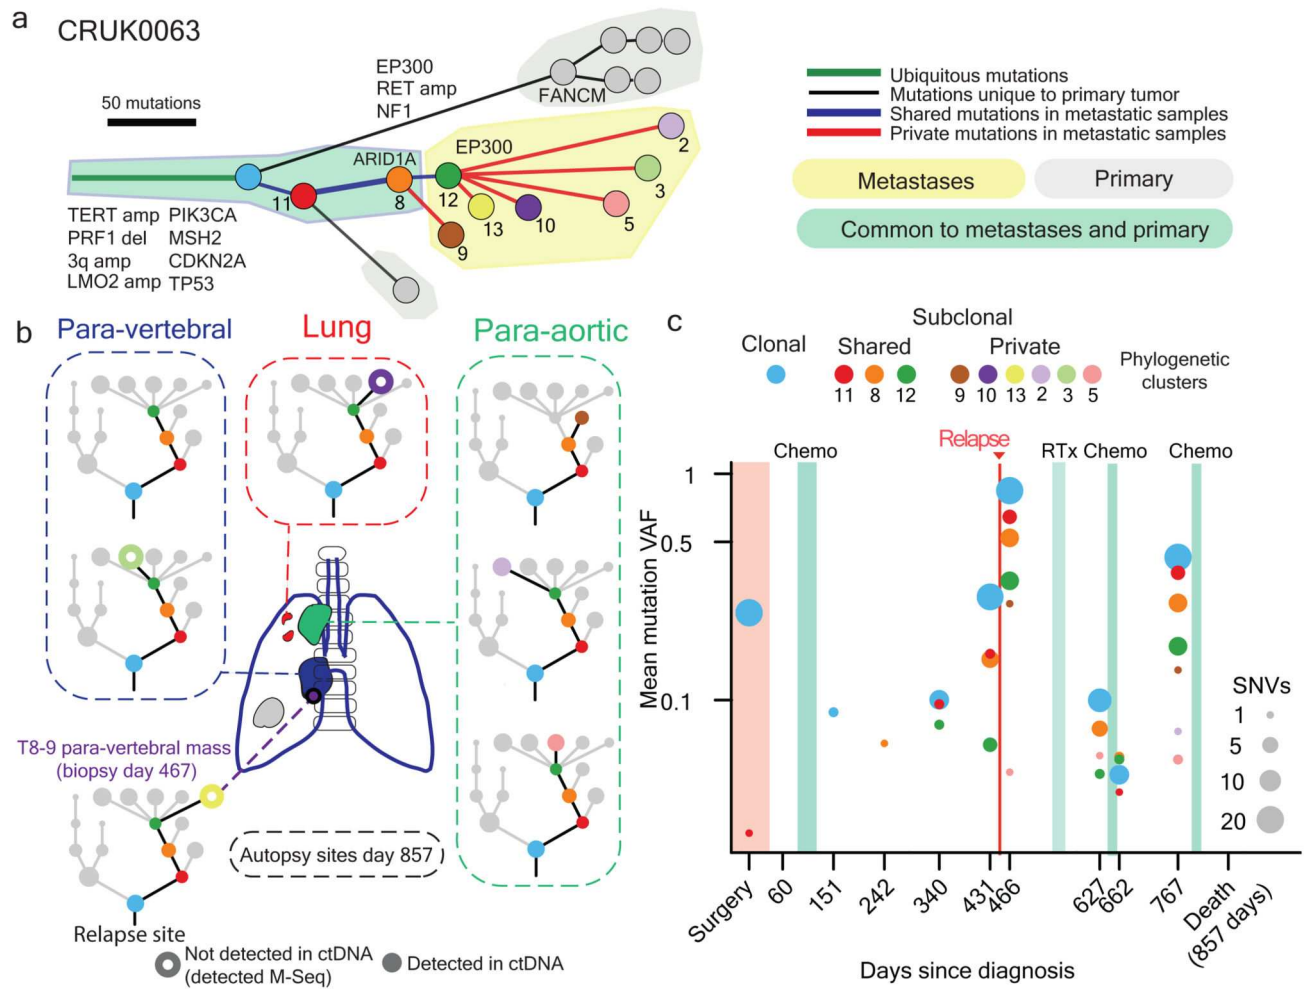 a
CRUK0063
50 mutations
EP300
RET amp
NF1
FANCM
ARID1A
EP300
11
8
12
13
10
9
2
3
5
TERT amp PIK3CA
PRF1 del MSH2
3q amp CDKN2A
LMO2 amp TP53
Ubiquitous mutations
Mutations unique to primary tumor
Shared mutations in metastatic samples
Private mutations in metastatic samples
Metastases
Primary
Common to metastases and primary
b
Para-vertebral
Lung
Para-aortic
T8-9 para-vertebral mass
(biopsy day 467)
Autopsy sites day 857
Relapse site
Not detected in ctDNA
(detected M-Seq)
Detected in ctDNA
c
Subclonal
Clonal
Shared
Private
Phylogenetic
clusters
11 8 12 9 10 13 2 3 5
Relapse
Chemo
RTx Chemo
Chemo
Mean mutation VAF
1
0.5
0.1
SNVs
1
5
10
20
Surgery
60
151
242
340
431
466
627
662
767
Death
(857 days)
Days since diagnosis